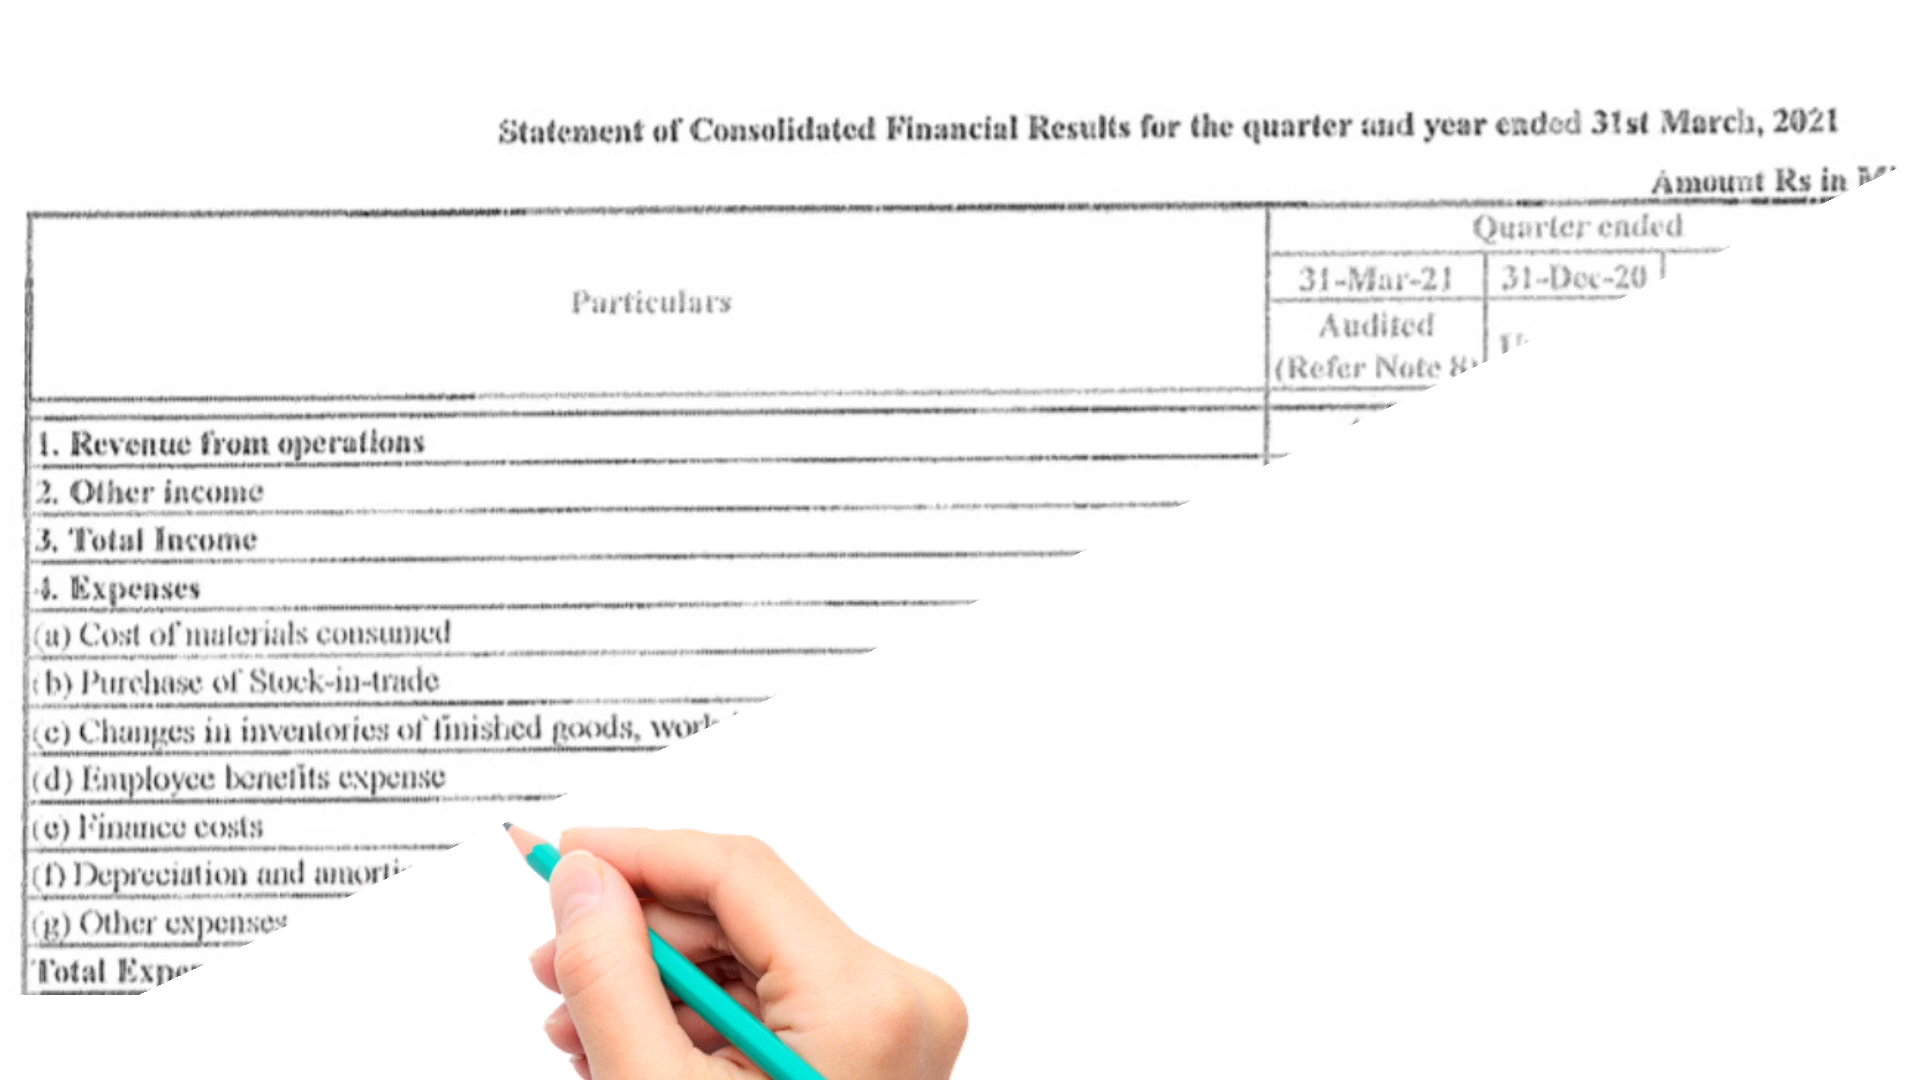 Statement of Consolidated Financial Results for the quarter and year ended 31st March, 2021
Amount Rs in
Particulars
Quarter ended
31-Mar-21
31-Dec-20
Audited
(Refer Note 8)
1. Revenue from operations
2. Other income
3. Total Income
4. Expenses
(a) Cost of materials consumed
(b) Purchase of Stock-in-trade
(c) Changes in inventories of finished goods,
(d) Employee benefits expense
(e) Finance costs
(f) Depreciation and
(g) Other expenses
Total